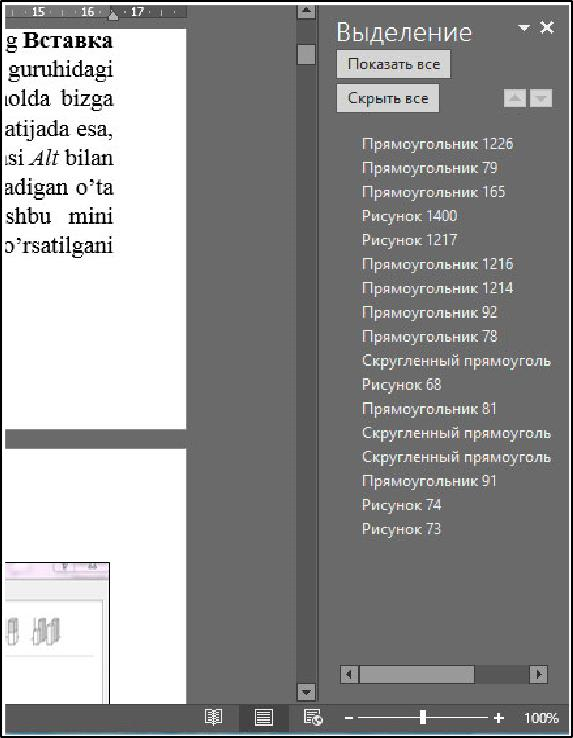 15 16 17
g Вставка
guruhidagi
holda bizga
atijada esa,
si Alt bilan
adigan o’ta
shbu mini
o’rsatilgani
Выделение
Показать все
Скрыть все
Прямоугольник 1226
Прямоугольник 79
Прямоугольник 165
Рисунок 1400
Рисунок 1217
Прямоугольник 1216
Прямоугольник 1214
Прямоугольник 92
Прямоугольник 78
Скругленный прямоуголь
Рисунок 68
Прямоугольник 81
Скругленный прямоуголь
Скругленный прямоуголь
Прямоугольник 91
Рисунок 74
Рисунок 73
100%